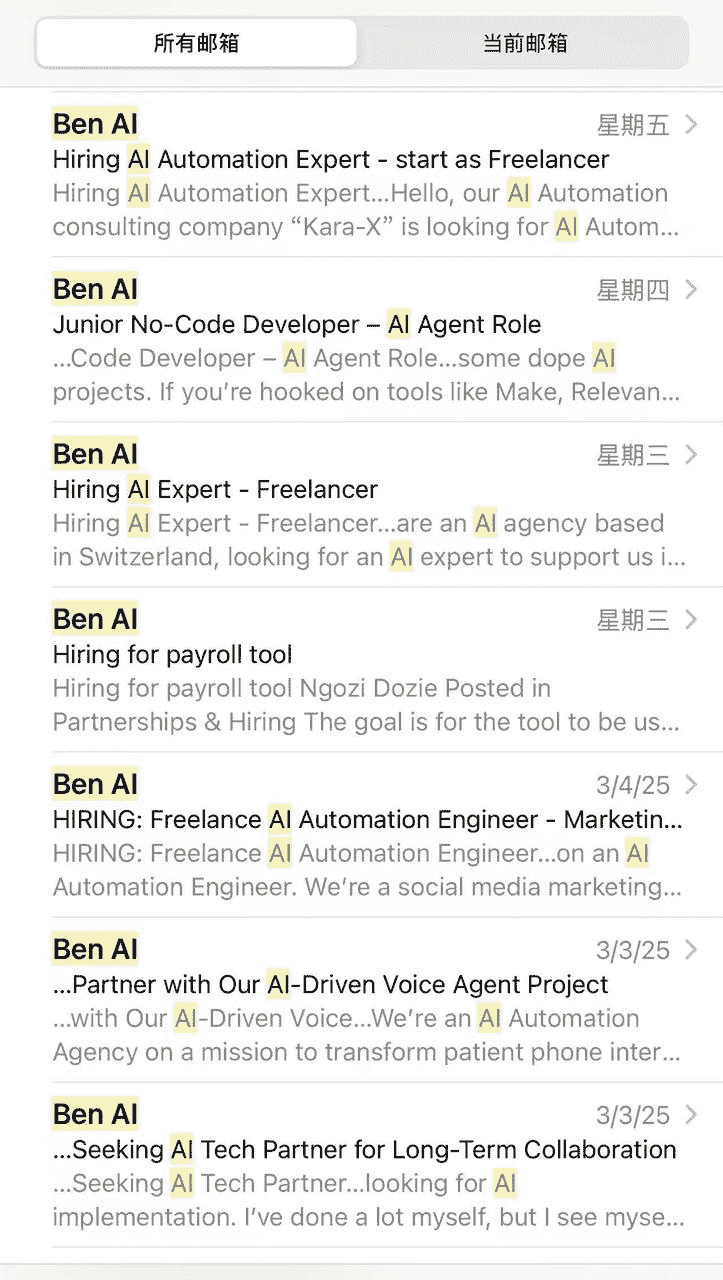 所有邮箱 当前邮箱
Ben AI 星期五
Hiring AI Automation Expert - start as Freelancer
Hiring AI Automation Expert...Hello, our AI Automation
consulting company “Kara-X” is looking for AI Autom...
Ben AI 星期四
Junior No-Code Developer – AI Agent Role
...Code Developer – AI Agent Role...some dope AI
projects. If you’re hooked on tools like Make, Relevan...
Ben AI 星期三
Hiring AI Expert - Freelancer
Hiring AI Expert - Freelancer...are an AI agency based
in Switzerland, looking for an AI expert to support us i...
Ben AI 星期三
Hiring for payroll tool
Hiring for payroll tool Ngozi Dozie Posted in
Partnerships & Hiring The goal is for the tool to be us...
Ben AI 3/4/25
HIRING: Freelance AI Automation Engineer - Marketin...
HIRING: Freelance AI Automation Engineer...on an AI
Automation Engineer. We’re a social media marketing...
Ben AI 3/3/25
...Partner with Our AI-Driven Voice Agent Project
...with Our AI-Driven Voice...We’re an AI Automation
Agency on a mission to transform patient phone inter...
Ben AI 3/3/25
...Seeking AI Tech Partner for Long-Term Collaboration
...Seeking AI Tech Partner...looking for AI
implementation. I’ve done a lot myself, but I see myse...